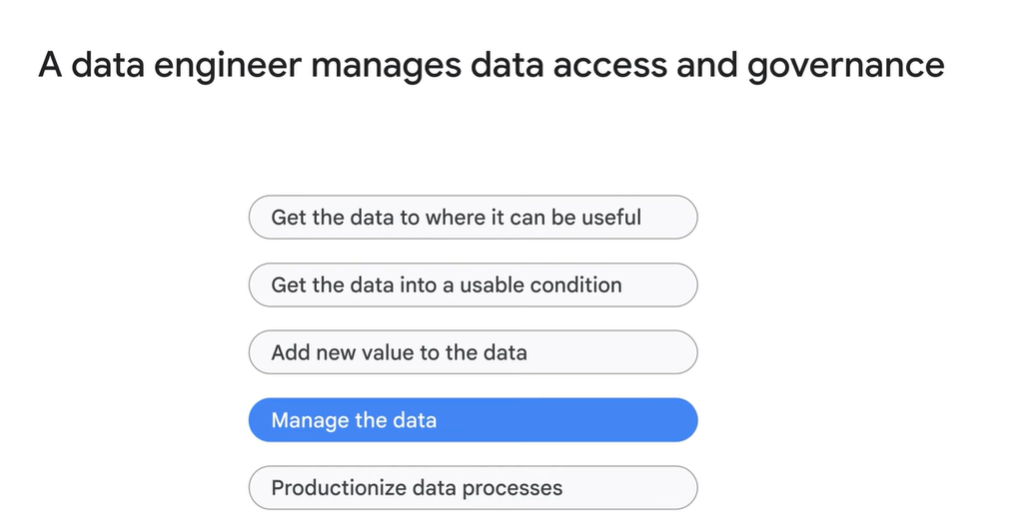 A data engineer manages data access and governance
Get the data to where it can be useful
Get the data into a usable condition
Add new value to the data
Manage the data
Productionize data processes